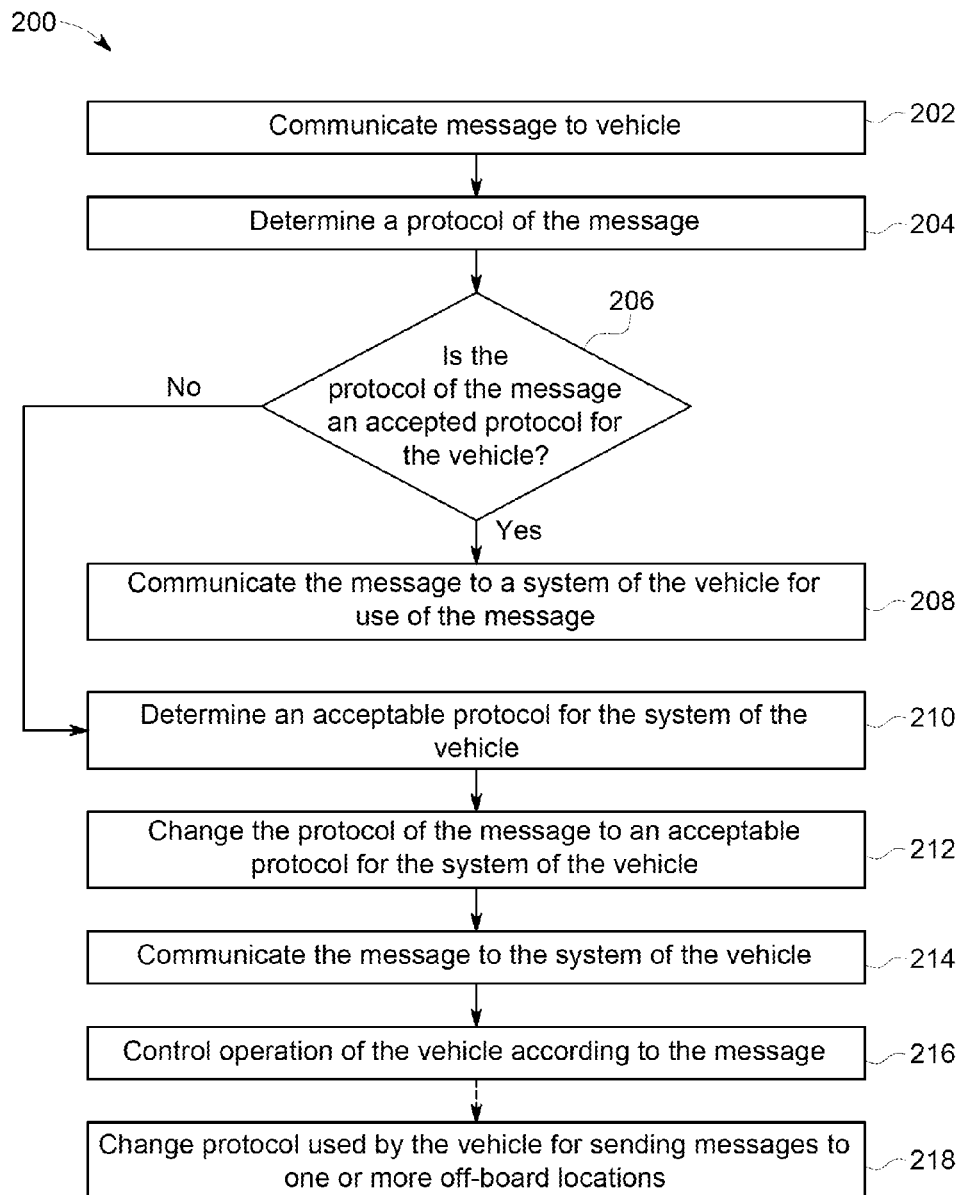 200
Communicate message to vehicle
202
Determine a protocol of the message
204
206
Is the
protocol of the message
an accepted protocol for
the vehicle?
No
Yes
Communicate the message to a system of the vehicle for
use of the message
208
Determine an acceptable protocol for the system of the
vehicle
210
Change the protocol of the message to an acceptable
protocol for the system of the vehicle
212
Communicate the message to the system of the vehicle
214
Control operation of the vehicle according to the message
216
Change protocol used by the vehicle for sending messages to
one or more off-board locations
218